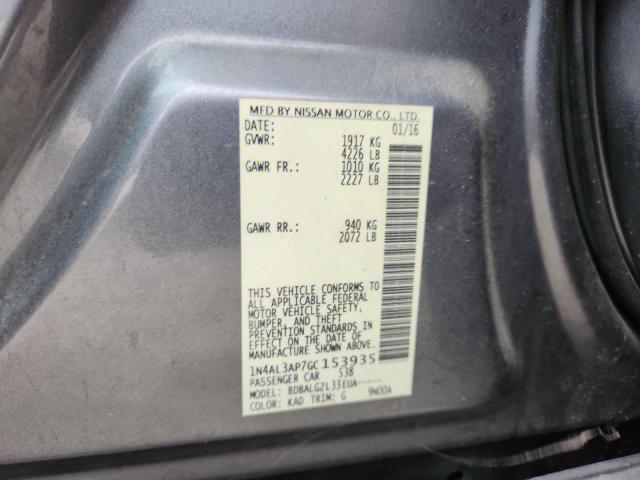 MFD BY NISSAN MOTOR CO., LTD.
DATE: 01/16
GVWR: 1917 KG
4226 LB
GAWR FR.: 1010 KG
2227 LB
GAWR RR.: 940 KG
2072 LB
THIS VEHICLE CONFORMS TO
ALL APPLICABLE FEDERAL
MOTOR VEHICLE SAFETY,
BUMPER, AND THEFT
PREVENTION STANDARDS IN
EFFECT ON THE DATE OF
MANUFACTURE SHOWN ABOVE.
1N4AL3AP7GC153935
PASSENGER CAR 538
MODEL: BDBALGZL33EUA-----
COLOR: KAD TRIM: G 9N00A